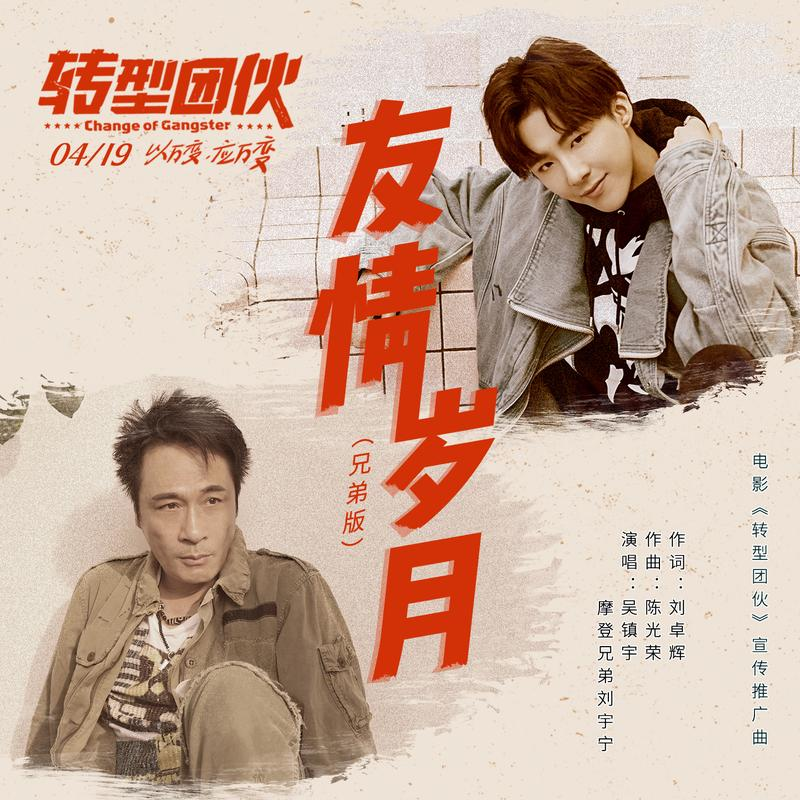 转型团伙
Change of Gangster
04/19 以万变·应万变
友情岁月
（兄弟版）
电影《转型团伙》宣传推广曲
作词：刘卓辉
作曲：陈光荣
演唱：吴镇宇
摩登兄弟刘宇宁